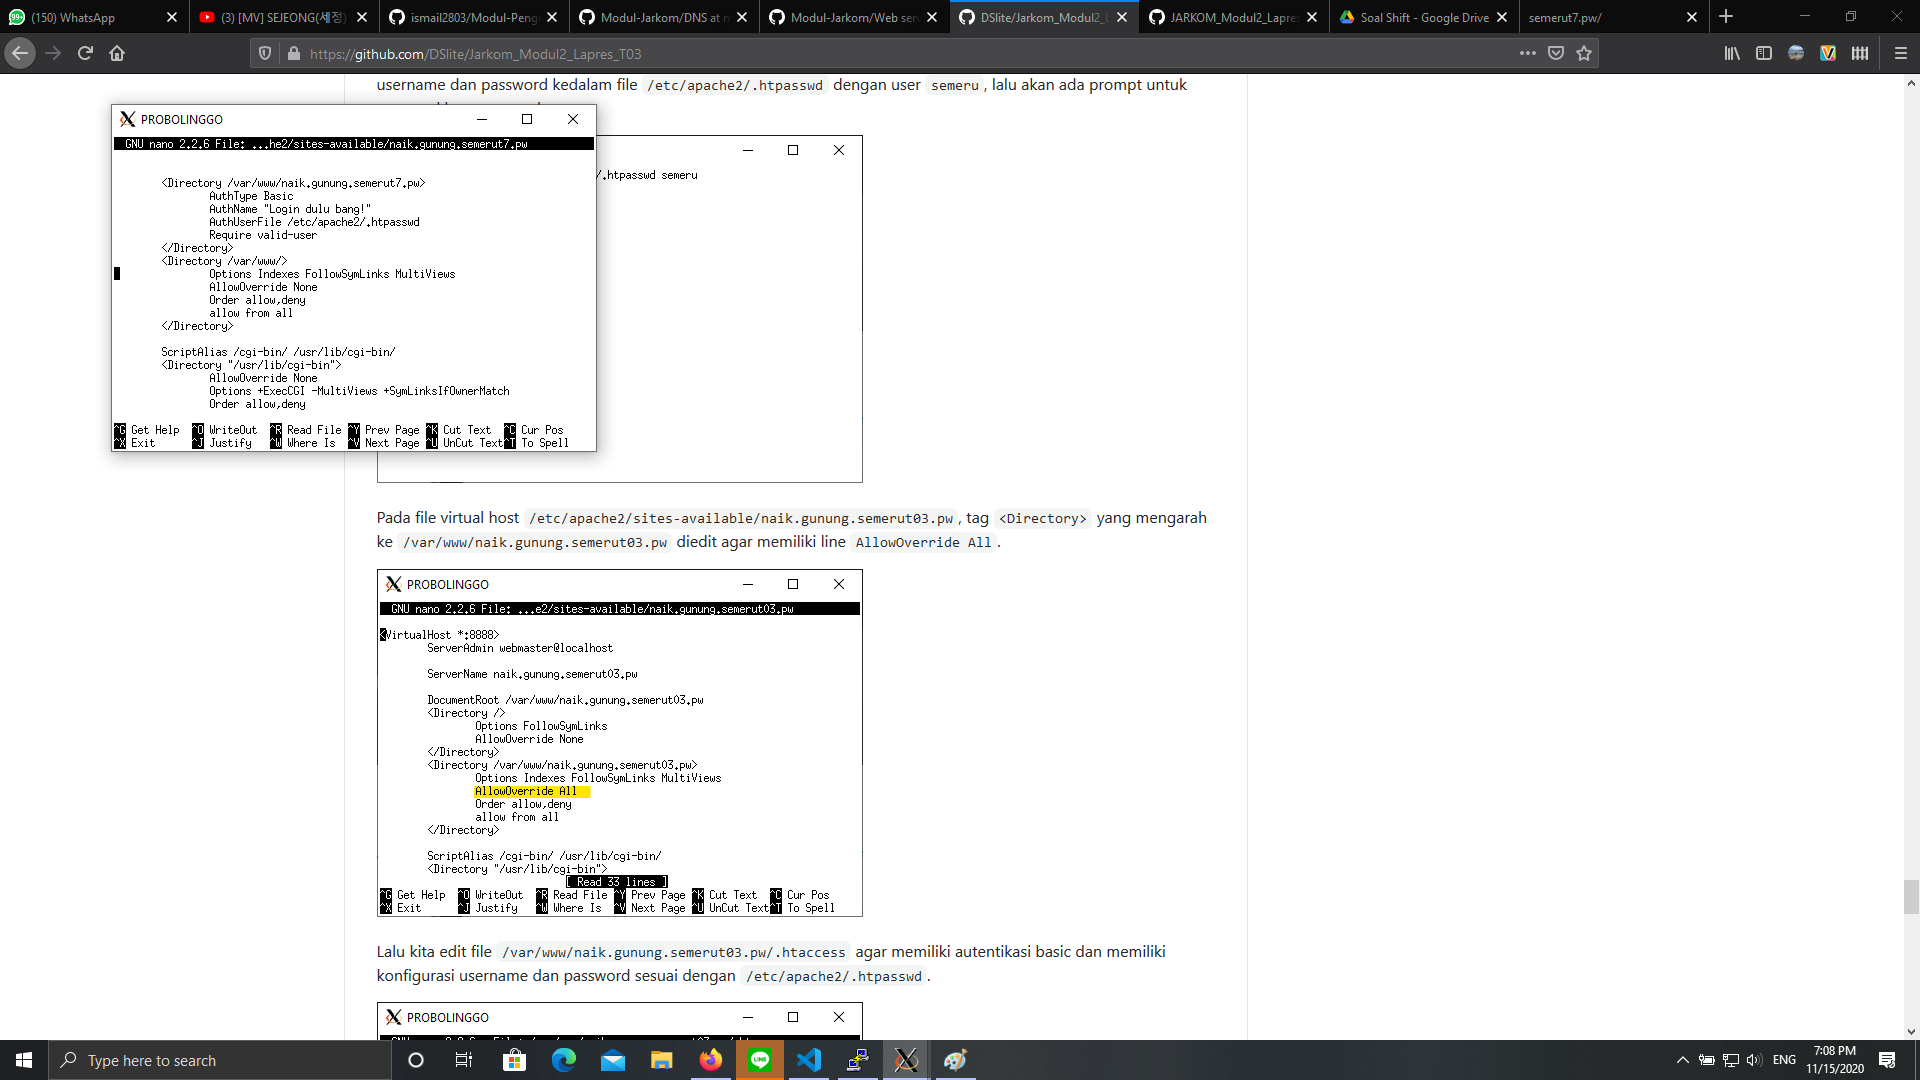 (150) WhatsApp
(3) [MV] SEJEONG(세정)
ismail2803/Modul-Peng
Modul-Jarkom/DNS at m
Modul-Jarkom/Web serv
DSlite/Jarkom_Modul2_L
JARKOM_Modul2_Lapres
Soal Shift - Google Drive
semerut7.pw/
https://github.com/DSlite/Jarkom_Modul2_Lapres_T03
username dan password kedalam file /etc/apache2/.htpasswd dengan user semeru, lalu akan ada prompt untuk
PROBOLINGGO
GNU nano 2.2.6 File: ...he2/sites-available/naik.gunung.semerut7.pw
<Directory /var/www/naik.gunung.semerut7.pw>
AuthType Basic
AuthName "Login dulu bang!"
AuthUserFile /etc/apache2/.htpasswd
Require valid-user
</Directory>
<Directory /var/www/>
Options Indexes FollowSymLinks MultiViews
AllowOverride None
Order allow,deny
allow from all
</Directory>
ScriptAlias /cgi-bin/ /usr/lib/cgi-bin/
<Directory "/usr/lib/cgi-bin">
AllowOverride None
Options +ExecCGI -MultiViews +SymLinksIfOwnerMatch
Order allow,deny
^G Get Help ^O WriteOut ^R Read File ^Y Prev Page ^K Cut Text ^C Cur Pos
^X Exit ^J Justify ^W Where Is ^V Next Page ^U UnCut Text ^T To Spell
/.htpasswd semeru
Pada file virtual host /etc/apache2/sites-available/naik.gunung.semerut03.pw, tag <Directory> yang mengarah
ke /var/www/naik.gunung.semerut03.pw diedit agar memiliki line AllowOverride All.
PROBOLINGGO
GNU nano 2.2.6 File: ...e2/sites-available/naik.gunung.semerut03.pw
<VirtualHost *:8888>
ServerAdmin webmaster@localhost
ServerName naik.gunung.semerut03.pw
DocumentRoot /var/www/naik.gunung.semerut03.pw
<Directory />
Options FollowSymLinks
AllowOverride None
</Directory>
<Directory /var/www/naik.gunung.semerut03.pw>
Options Indexes FollowSymLinks MultiViews
AllowOverride All
Order allow,deny
allow from all
</Directory>
ScriptAlias /cgi-bin/ /usr/lib/cgi-bin/
<Directory "/usr/lib/cgi-bin">
[ Read 33 lines ]
^G Get Help ^O WriteOut ^R Read File ^Y Prev Page ^K Cut Text ^C Cur Pos
^X Exit ^J Justify ^W Where Is ^V Next Page ^U UnCut Text ^T To Spell
Lalu kita edit file /var/www/naik.gunung.semerut03.pw/.htaccess agar memiliki autentikasi basic dan memiliki
konfigurasi username dan password sesuai dengan /etc/apache2/.htpasswd.
PROBOLINGGO
Type here to search
LINE
ENG
7:08 PM
11/15/2020